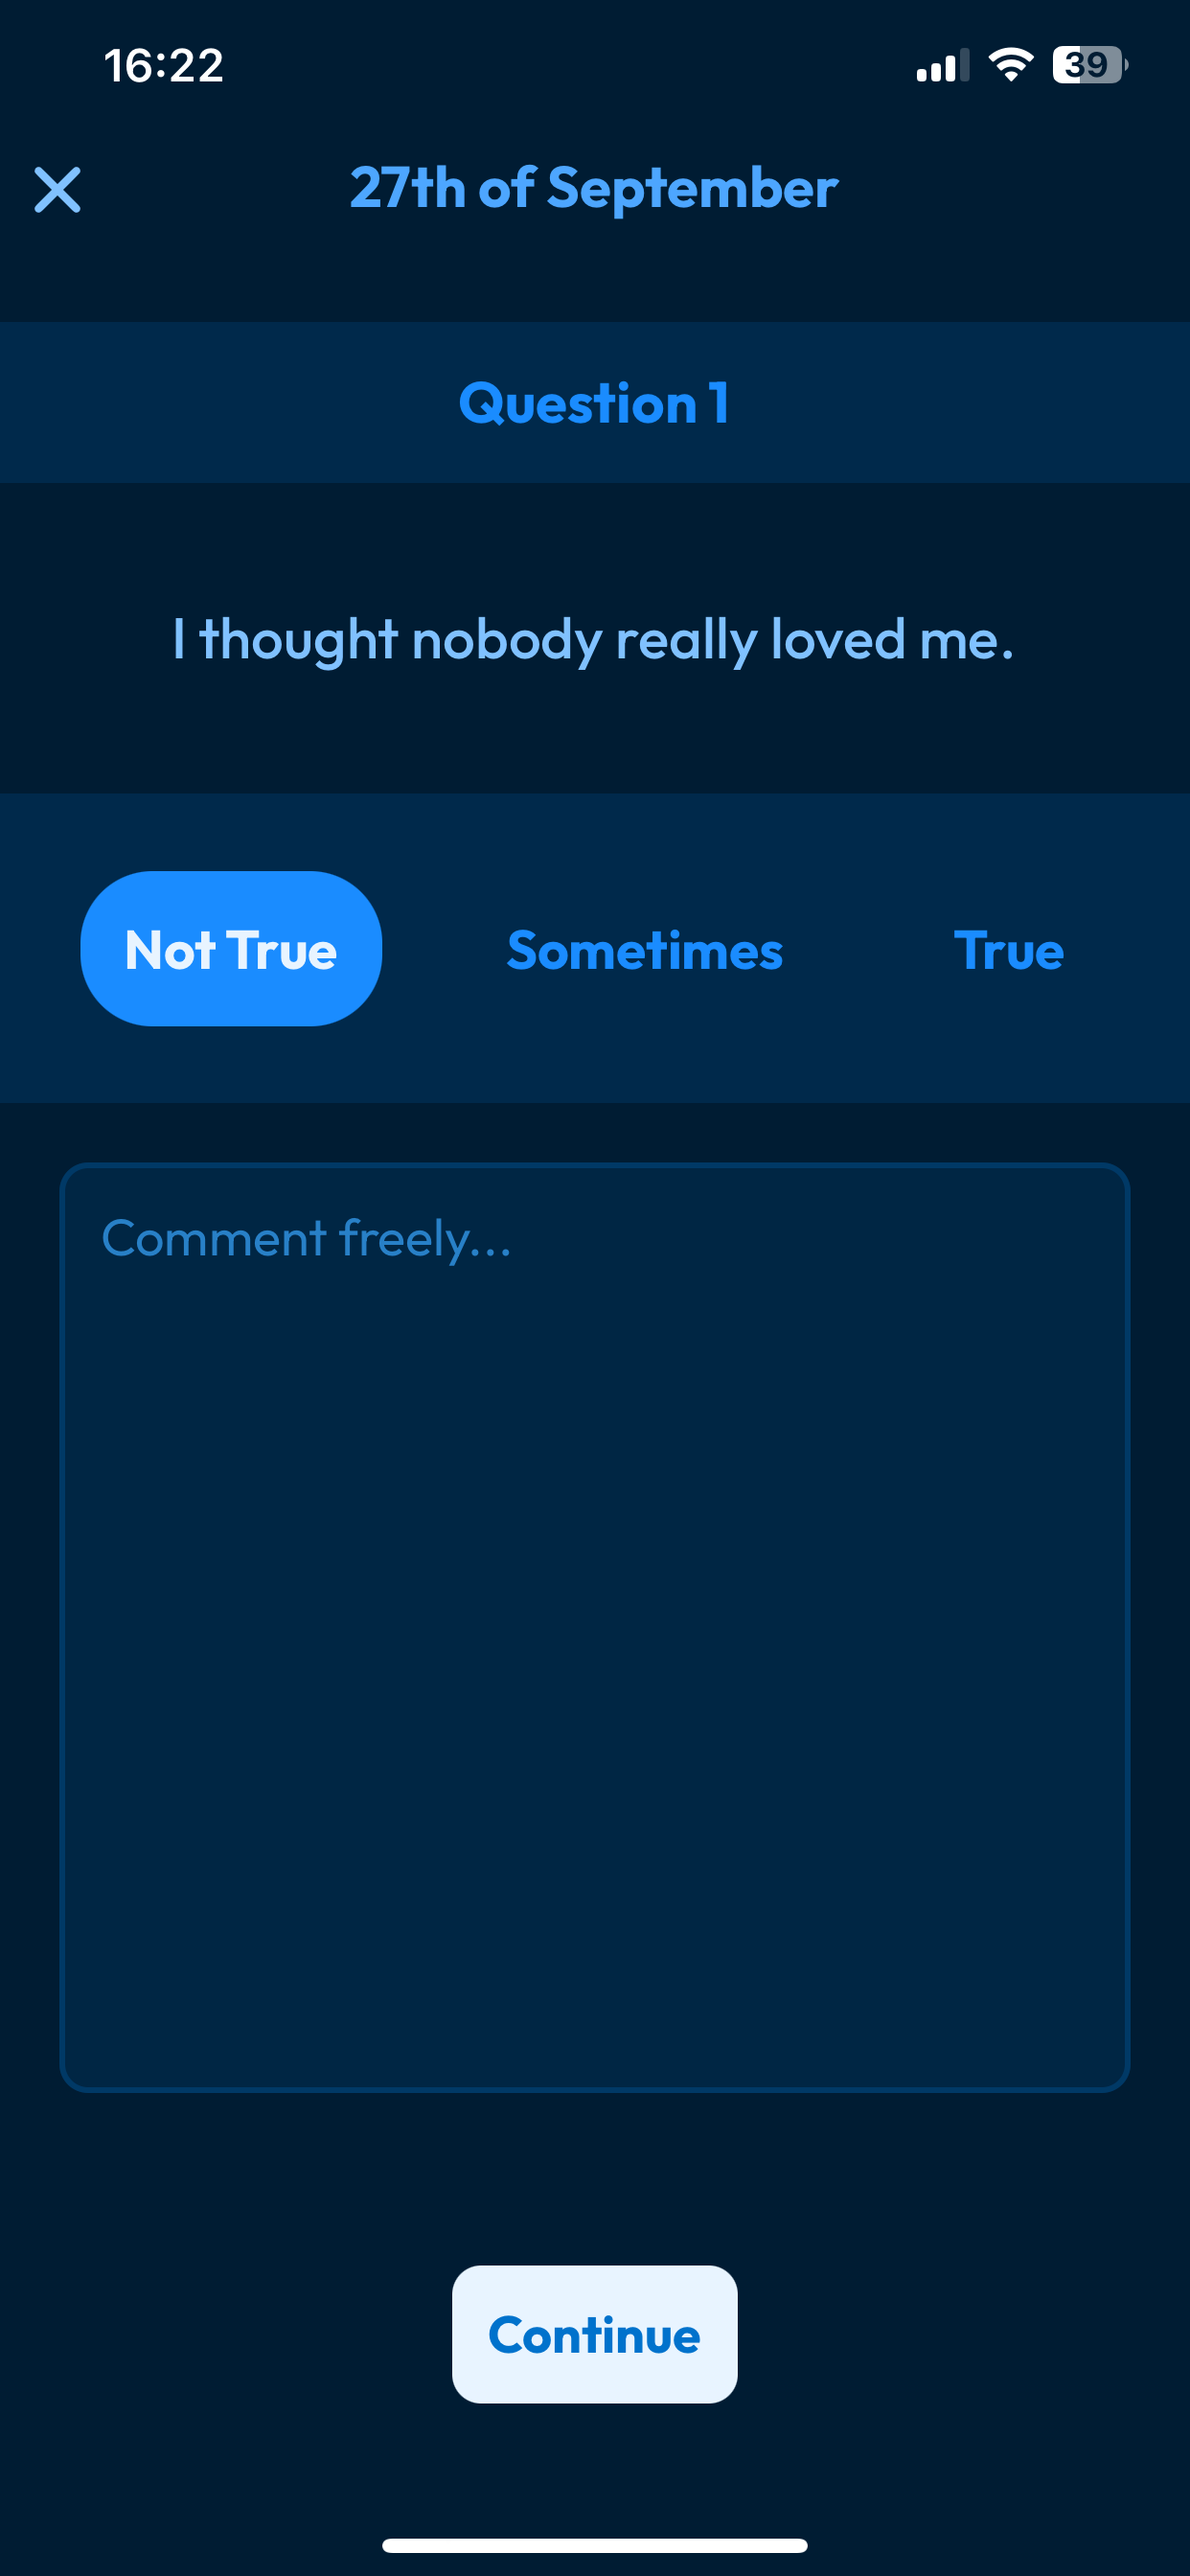 16:22
39
27th of September
Question 1
I thought nobody really loved me.
Not True Sometimes True
Comment freely...
Continue